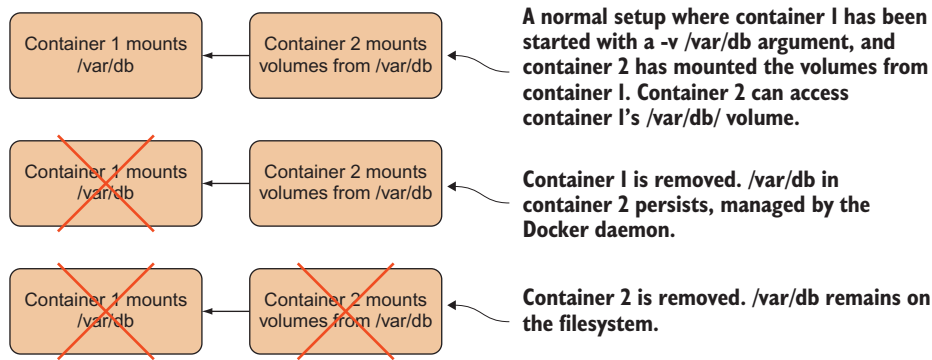 Container 1 mounts
/var/db
Container 2 mounts
volumes from /var/db
A normal setup where container 1 has been
started with a -v /var/db argument, and
container 2 has mounted the volumes from
container 1. Container 2 can access
container 1's /var/db/ volume.
Container 1 mounts
/var/db
Container 2 mounts
volumes from /var/db
Container 1 is removed. /var/db in
container 2 persists, managed by the
Docker daemon.
Container 1 mounts
/var/db
Container 2 mounts
volumes from /var/db
Container 2 is removed. /var/db remains on
the filesystem.